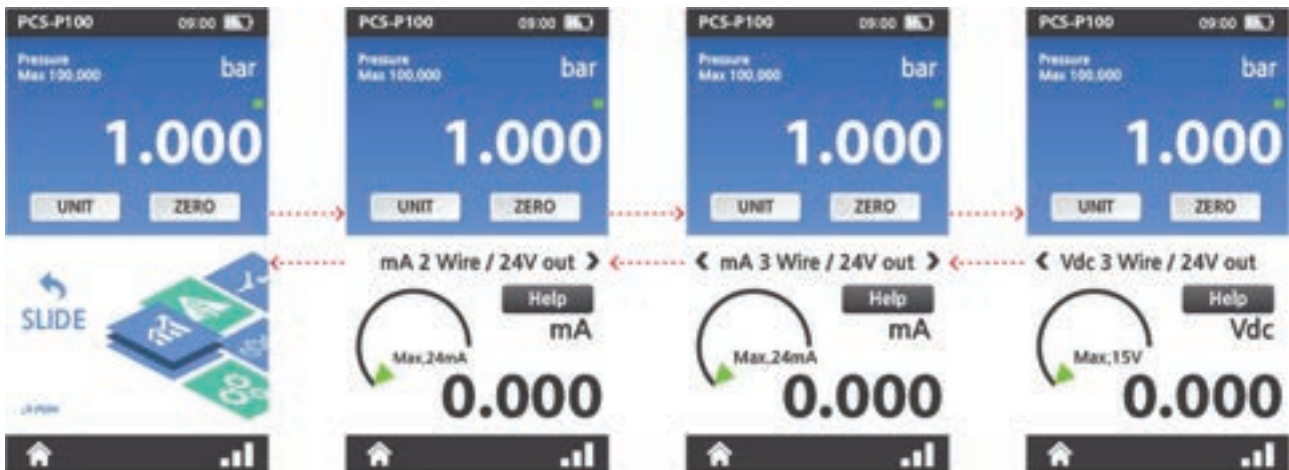 PCS-P100 09:00
Pressure
Max 100,000
bar
1.000
UNIT ZERO
SLIDE
PCS-P100 09:00
Pressure
Max 100,000
bar
1.000
UNIT ZERO
mA 2 Wire / 24V out
Help
mA
Max,24mA
0.000
PCS-P100 09:00
Pressure
Max 100,000
bar
1.000
UNIT ZERO
mA 3 Wire / 24V out
Help
mA
Max.24mA
0.000
PCS-P100 09:00
Pressure
Max 100,000
bar
1.000
UNIT ZERO
Vdc 3 Wire / 24V out
Help
Vdc
Max;15V
0.000